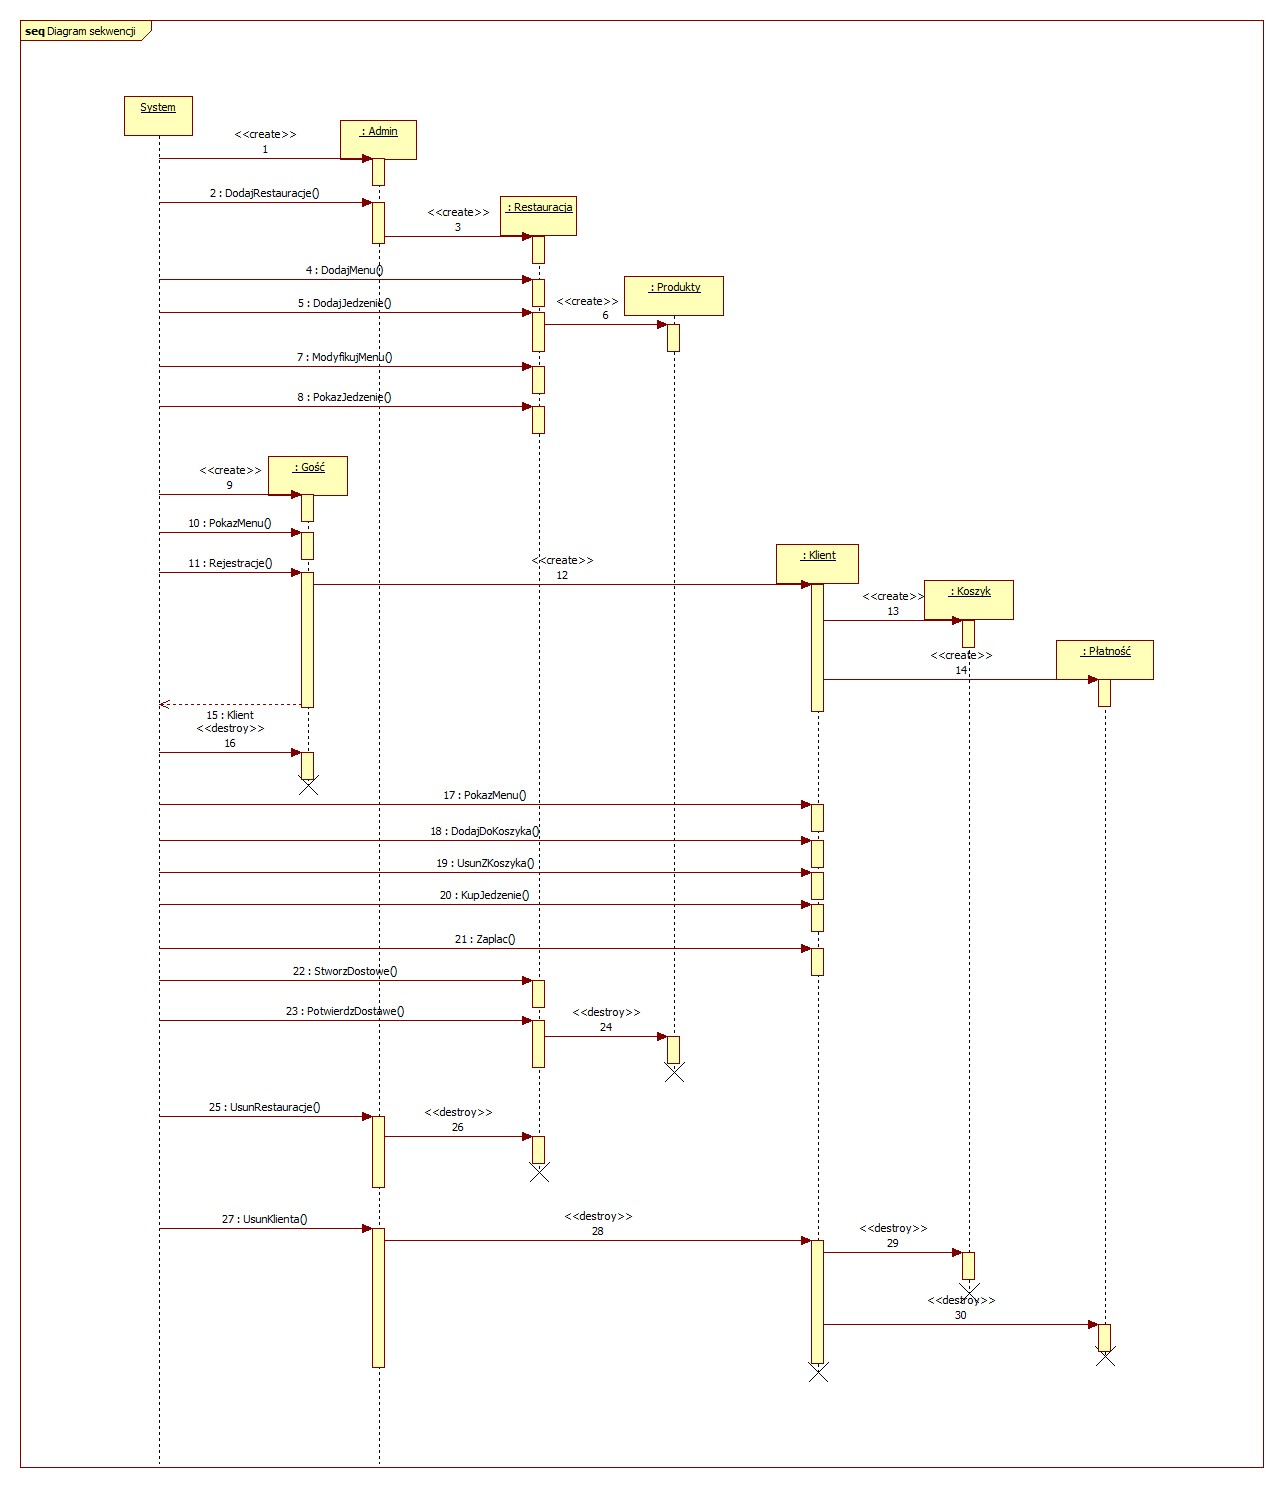 seq Diagram sekwencji
System
<<create>>
1
: Admin
2 : DodajRestauracje()
<<create>>
3
: Restauracja
4 : DodajMenu()
5 : DodajJedzenie()
<<create>>
6
: Produkty
7 : ModyfikujMenu()
8 : PokazJedzenie()
<<create>>
9
: Gość
10 : PokazMenu()
11 : Rejestracje()
<<create>>
12
: Klient
<<create>>
13
: Koszyk
<<create>>
14
: Płatność
15 : Klient
<<destroy>>
16
17 : PokazMenu()
18 : DodajDoKoszyka()
19 : UsunZKoszyka()
20 : KupJedzenie()
21 : Zaplac()
22 : StworzDostowe()
23 : PotwierdzDostawe()
<<destroy>>
24
25 : UsunRestauracje()
<<destroy>>
26
27 : UsunKlienta()
<<destroy>>
28
<<destroy>>
29
<<destroy>>
30